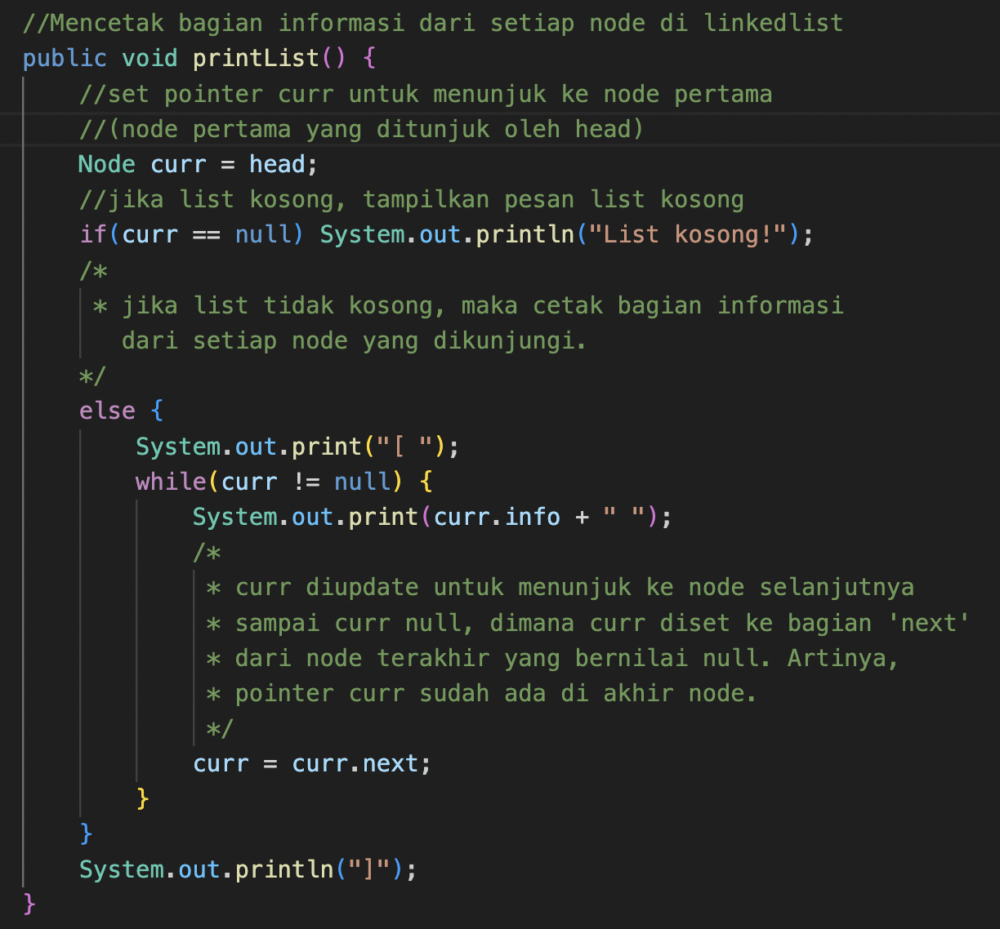 //Mencetak bagian informasi dari setiap node di linkedlist
public void printList() {
    //set pointer curr untuk menunjuk ke node pertama
    //(node pertama yang ditunjuk oleh head)
    Node curr = head;
    //jika list kosong, tampilkan pesan list kosong
    if(curr == null) System.out.println("List kosong!");
    /*
     * jika list tidak kosong, maka cetak bagian informasi
       dari setiap node yang dikunjungi.
    */
    else {
        System.out.print("[ ");
        while(curr != null) {
            System.out.print(curr.info + " ");
            /*
             * curr diupdate untuk menunjuk ke node selanjutnya
             * sampai curr null, dimana curr diset ke bagian 'next'
             * dari node terakhir yang bernilai null. Artinya,
             * pointer curr sudah ada di akhir node.
             */
            curr = curr.next;
        }
    }
    System.out.println("]");
}